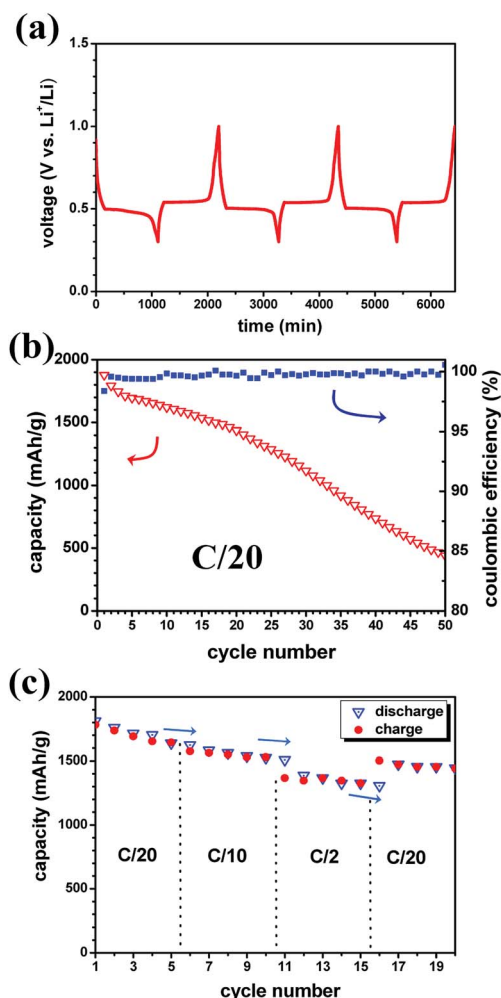 (a)
1.5
1.0
0.5
0.0
voltage (V vs. Li⁺/Li)
0 1000 2000 3000 4000 5000 6000
time (min)
(b)
2000
1500
1000
500
0
capacity (mAh/g)
100
95
90
85
80
coulombic efficiency (%)
C/20
0 5 10 15 20 25 30 35 40 45 50
cycle number
(c)
2000
1500
1000
500
0
capacity (mAh/g)
discharge
charge
C/20 C/10 C/2 C/20
1 3 5 7 9 11 13 15 17 19
cycle number